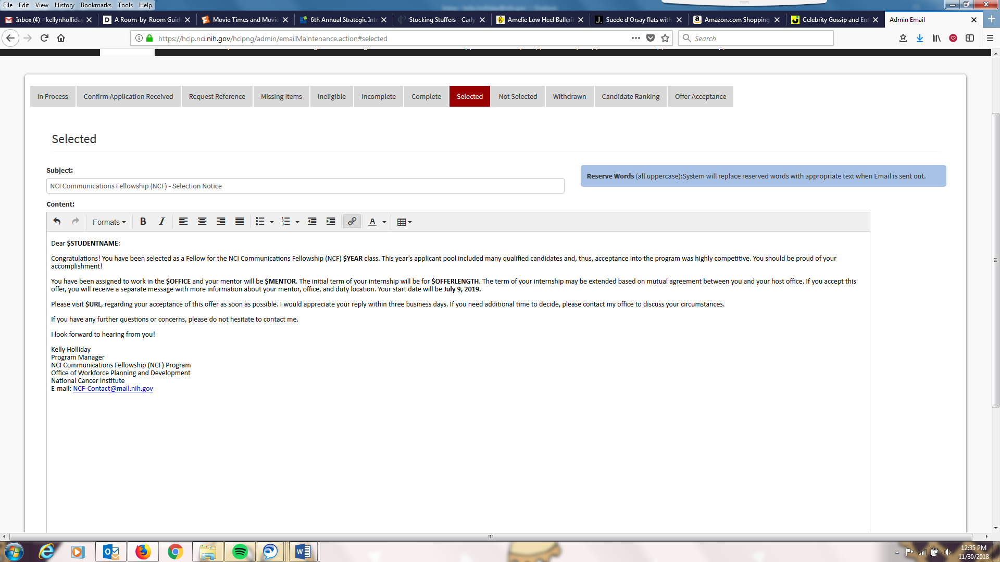 File Edit View History Bookmarks Tools Help
Inbox (4) - kellynholliday
A Room-by-Room Guid
Movie Times and Movie
6th Annual Strategic Inte
Stocking Stuffers - Carly
Amelie Low Heel Ballerin
Suede d'Orsay flats with
Amazon.com Shopping
Celebrity Gossip and Ent
Admin Email
https://hcip.nci.nih.gov/hcipng/admin/emailMaintenance.action#selected
Search
In Process Confirm Application Received Request Reference Missing Items Ineligible Incomplete Complete Selected Not Selected Withdrawn Candidate Ranking Offer Acceptance
Selected
Subject:
NCI Communications Fellowship (NCF) - Selection Notice
Reserve Words (all uppercase):System will replace reserved words with appropriate text when Email is sent out.
Content:
Formats B I A
Dear $STUDENTNAME:
Congratulations! You have been selected as a Fellow for the NCI Communications Fellowship (NCF) $YEAR class. This year's applicant pool included many qualified candidates and, thus, acceptance into the program was highly competitive. You should be proud of your
accomplishment!
You have been assigned to work in the $OFFICE and your mentor will be $MENTOR. The initial term of your internship will be for $OFFERLENGTH. The term of your internship may be extended based on mutual agreement between you and your host office. If you accept this
offer, you will receive a separate message with more information about your mentor, office, and duty location. Your start date will be July 9, 2019.
Please visit $URL, regarding your acceptance of this offer as soon as possible. I would appreciate your reply within three business days. If you need additional time to decide, please contact my office to discuss your circumstances.
If you have any further questions or concerns, please do not hesitate to contact me.
I look forward to hearing from you!
Kelly Holliday
Program Manager
NCI Communications Fellowship (NCF) Program
Office of Workforce Planning and Development
National Cancer Institute
E-mail: NCF-Contact@mail.nih.gov
12:35 PM
11/30/2018